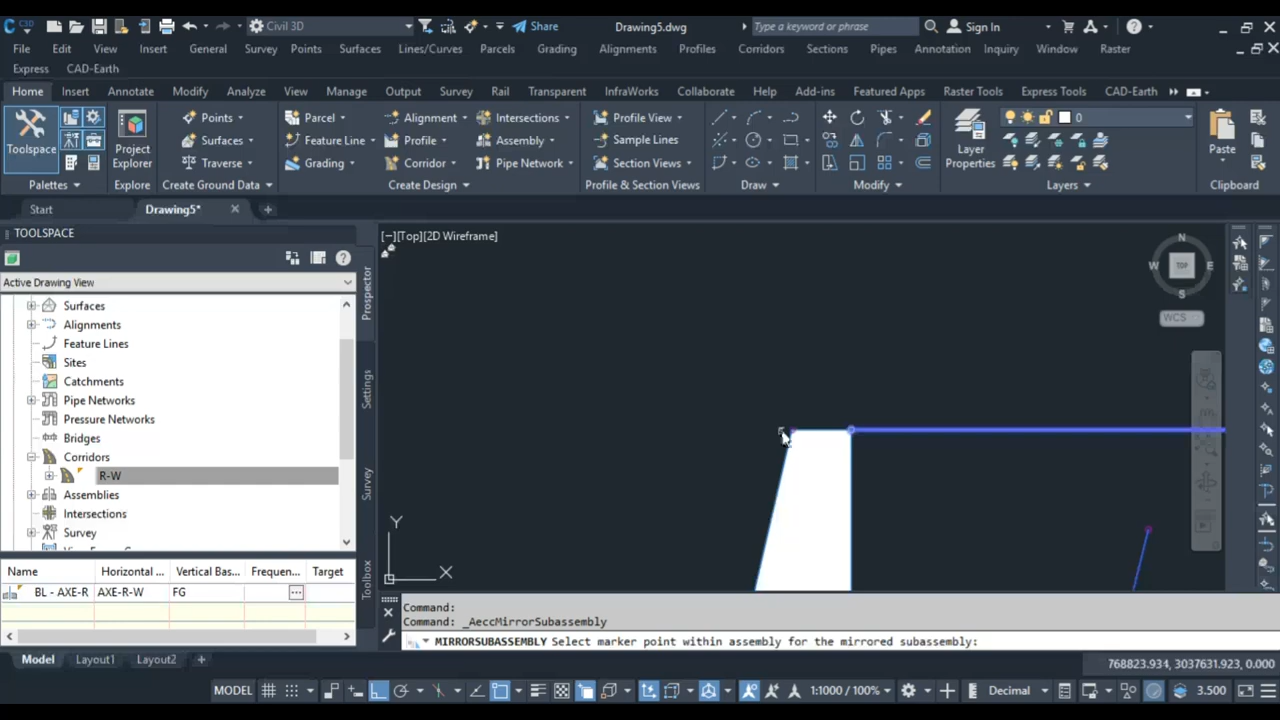 C3D Civil 3D Share Drawing5.dwg Type a keyword or phrase Sign In
File Edit View Insert General Survey Points Surfaces Lines/Curves Parcels Grading Alignments Profiles Corridors Sections Pipes Annotation Inquiry Window Raster
Express CAD-Earth
Home Insert Annotate Modify Analyze View Manage Output Survey Rail Transparent InfraWorks Collaborate Help Add-ins Featured Apps Raster Tools Express Tools CAD-Earth
Points Parcel Alignment Intersections Profile View 0
Toolspace Project Explorer Surfaces Feature Line Profile Assembly Sample Lines Layer Properties Paste
Traverse Grading Corridor Pipe Network Section Views
Palettes Explore Create Ground Data Create Design Profile & Section Views Draw Modify Layers Clipboard
Start Drawing5*
TOOLSPACE
[−][Top][2D Wireframe]
N
W TOP E
S
WCS
Active Drawing View
Prospector
Settings
Survey
Toolbox
Surfaces
Alignments
Feature Lines
Sites
Catchments
Pipe Networks
Pressure Networks
Bridges
Corridors
R-W
Assemblies
Intersections
Survey
Y
X
Name Horizontal ... Vertical Bas... Frequen... Target
BL - AXE-R AXE-R-W FG ...
Command:
Command: _AeccMirrorSubassembly
MIRRORSUBASSEMBLY Select marker point within assembly for the mirrored subassembly:
Model Layout1 Layout2 +
768823.934, 3037631.923, 0.000
MODEL 1:1000 / 100% Decimal 3.500